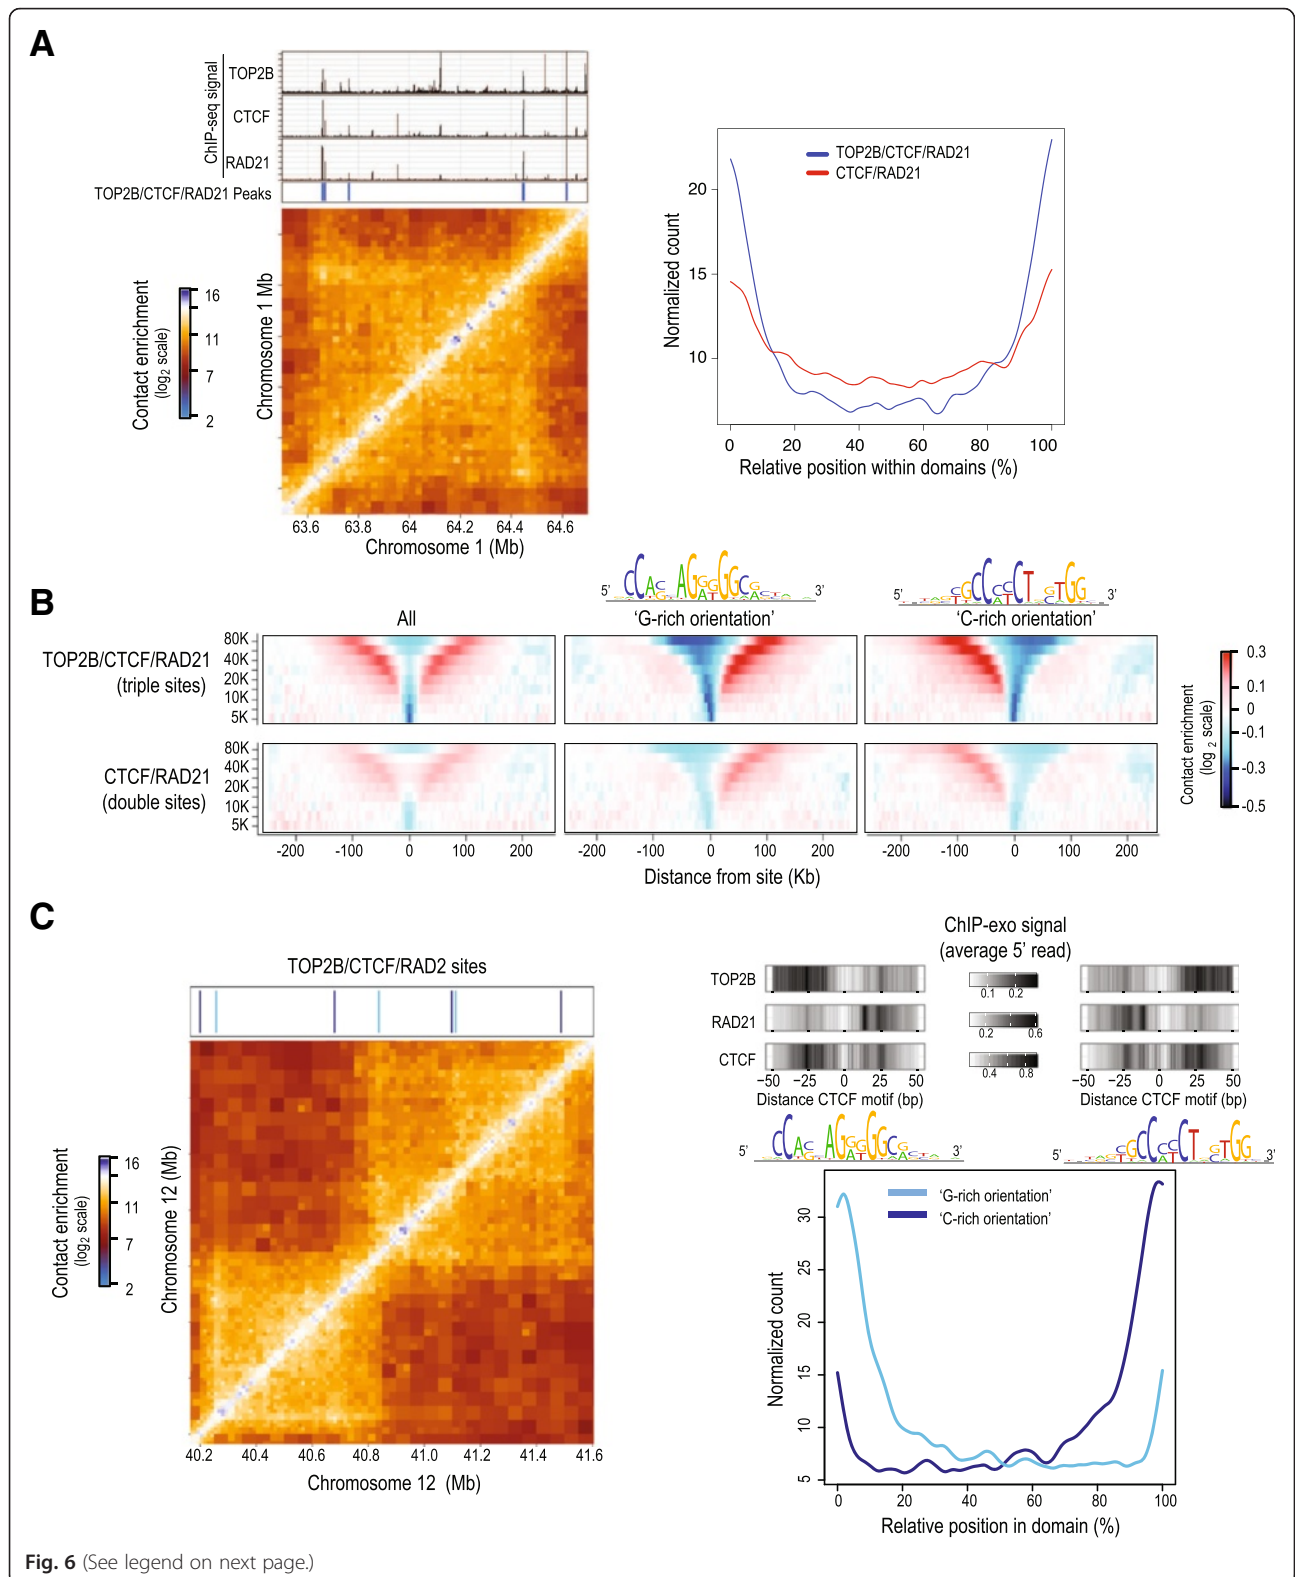 A
ChIP-seq signal
TOP2B
CTCF
RAD21
TOP2B/CTCF/RAD21 Peaks
Contact enrichment
(log2 scale)
16
11
7
2
Chromosome 1 Mb
63.6 63.8 64 64.2 64.4 64.6
Chromosome 1 (Mb)
TOP2B/CTCF/RAD21
CTCF/RAD21
Normalized count
20
15
10
0 20 40 60 80 100
Relative position within domains (%)
B
All
5' 3'
'G-rich orientation'
5' 3'
'C-rich orientation'
TOP2B/CTCF/RAD21
(triple sites)
80K
40K
20K
10K
5K
CTCF/RAD21
(double sites)
80K
40K
20K
10K
5K
-200 -100 0 100 200
-200 -100 0 100 200
-200 -100 0 100 200
Distance from site (Kb)
Contact enrichment
(log 2 scale)
0.3
0.1
0
-0.1
-0.3
-0.5
C
TOP2B/CTCF/RAD2 sites
Contact enrichment
(log2 scale)
16
11
7
2
Chromosome 12 (Mb)
40.2 40.4 40.6 40.8 41.0 41.2 41.4 41.6
Chromosome 12 (Mb)
ChIP-exo signal
(average 5' read)
TOP2B
0.1 0.2
RAD21
0.2 0.6
CTCF
0.4 0.8
−50 −25 0 25 50
Distance CTCF motif (bp)
−50 −25 0 25 50
Distance CTCF motif (bp)
5' 3'
5' 3'
'G-rich orientation'
'C-rich orientation'
Normalized count
30
25
20
15
10
5
0 20 40 60 80 100
Relative position in domain (%)
Fig. 6 (See legend on next page.)